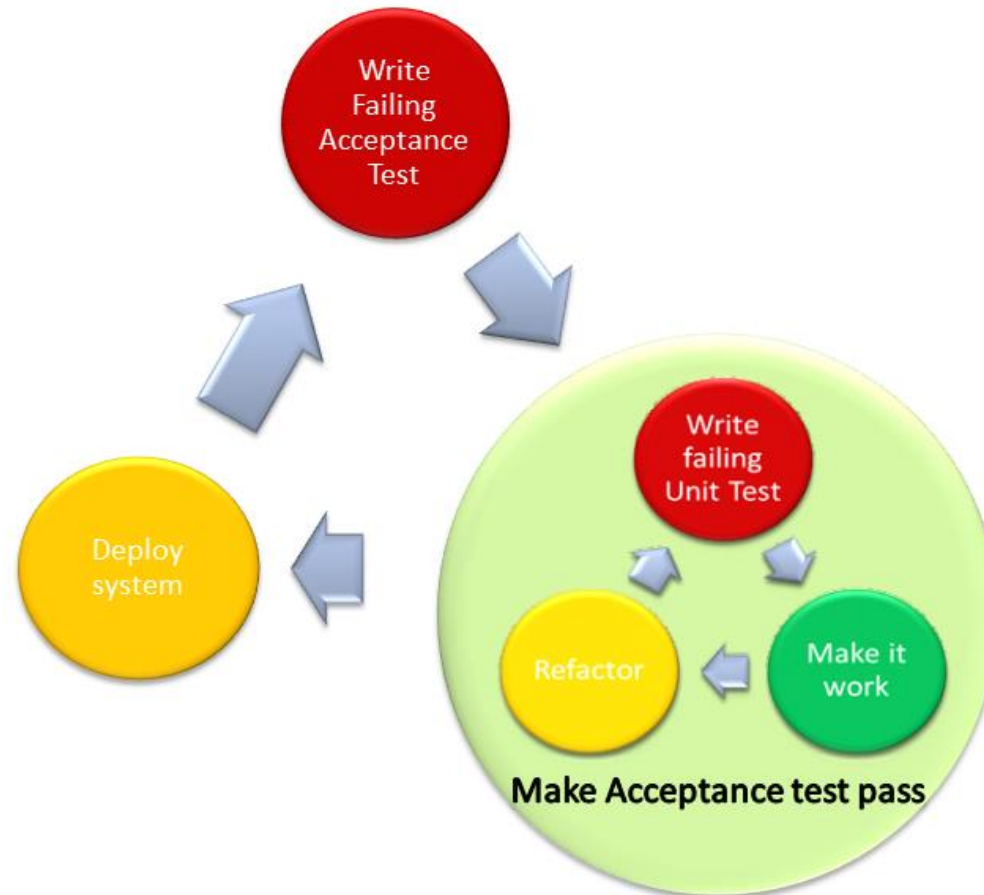 Write
Failing
Acceptance
Test
Write
failing
Unit Test
Deploy
system
Refactor
Make it
work
Make Acceptance test pass